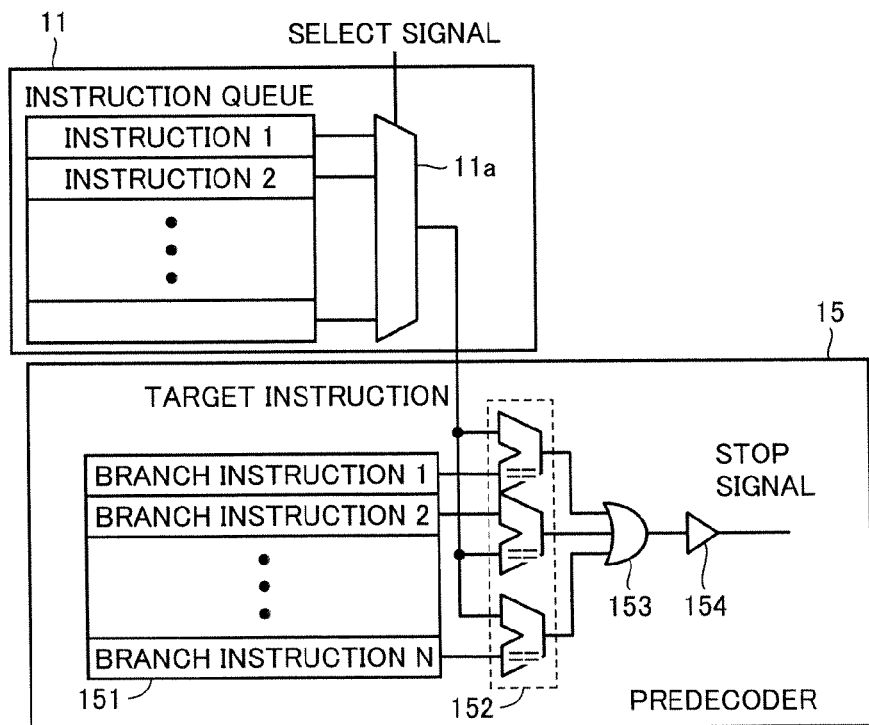 11
SELECT SIGNAL
INSTRUCTION QUEUE
INSTRUCTION 1
INSTRUCTION 2
11a
15
TARGET INSTRUCTION
BRANCH INSTRUCTION 1
BRANCH INSTRUCTION 2
BRANCH INSTRUCTION N
==
==
==
STOP
SIGNAL
153
154
151
152
PREDECODER